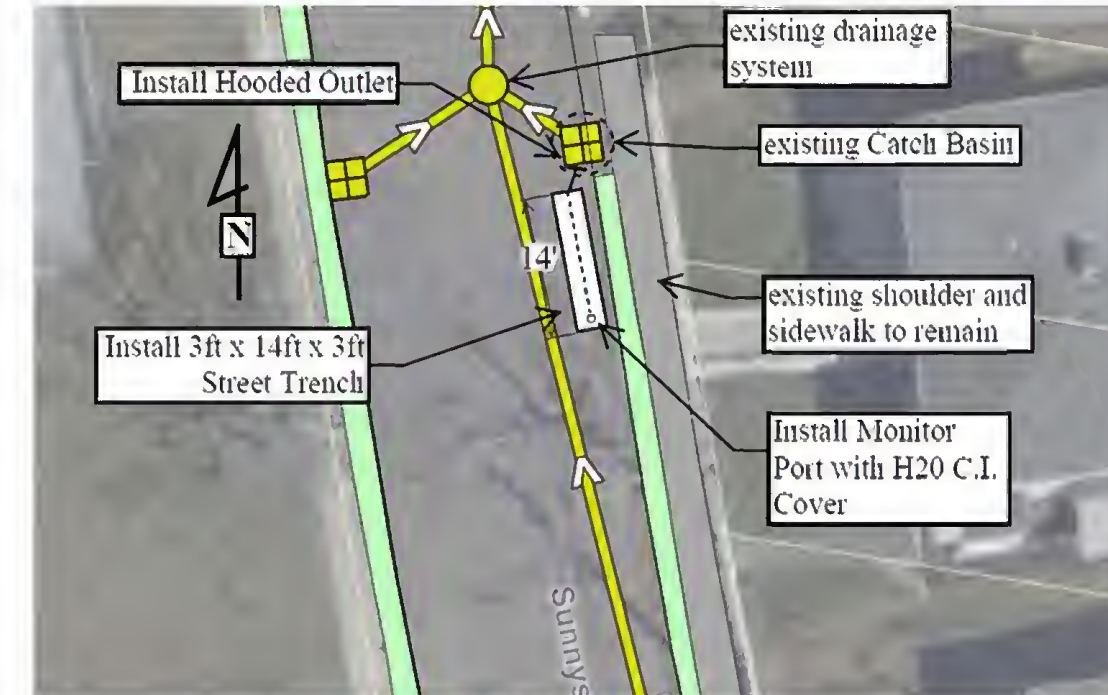 existing drainage
system
Install Hooded Outlet
existing Catch Basin
N
14'
existing shoulder and
sidewalk to remain
Install 3ft x 14ft x 3ft
Street Trench
Install Monitor
Port with H20 C.I.
Cover
Sunnys